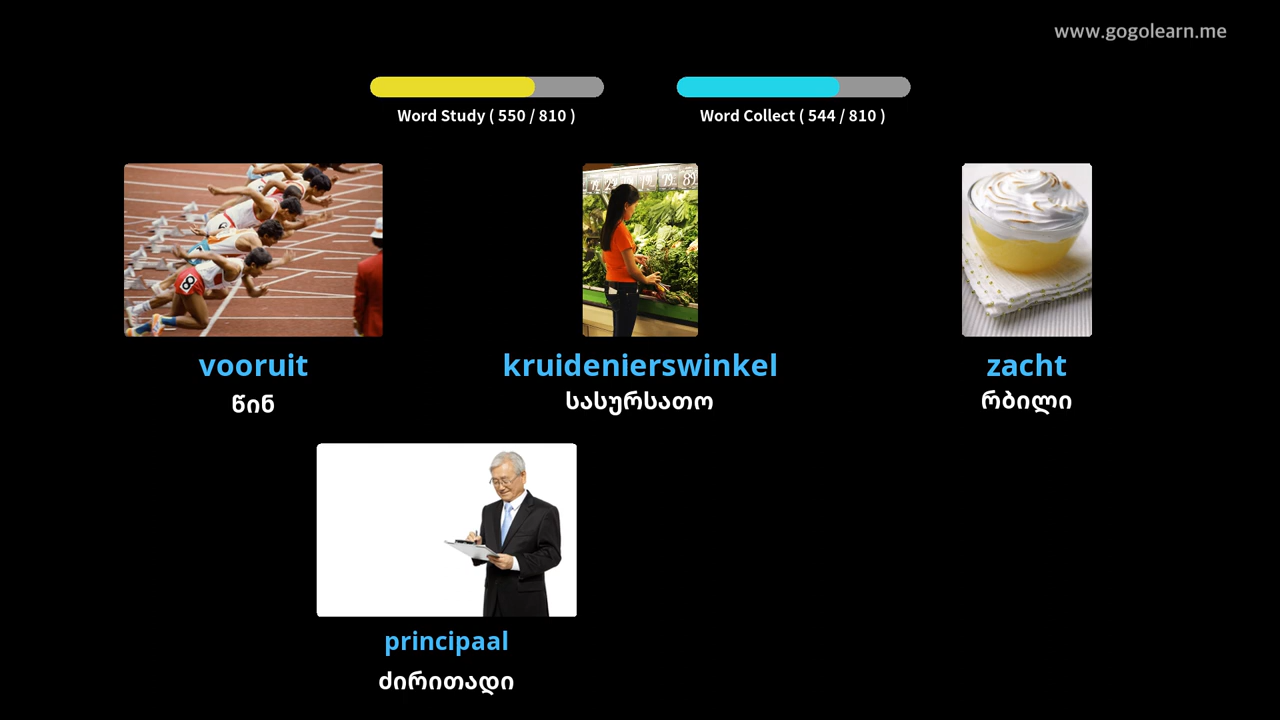 www.gogolearn.me
Word Study ( 550 / 810 )
Word Collect ( 544 / 810 )
vooruit
წინ
kruidenierswinkel
სასურსათო
zacht
რბილი
principaal
ძირითადი